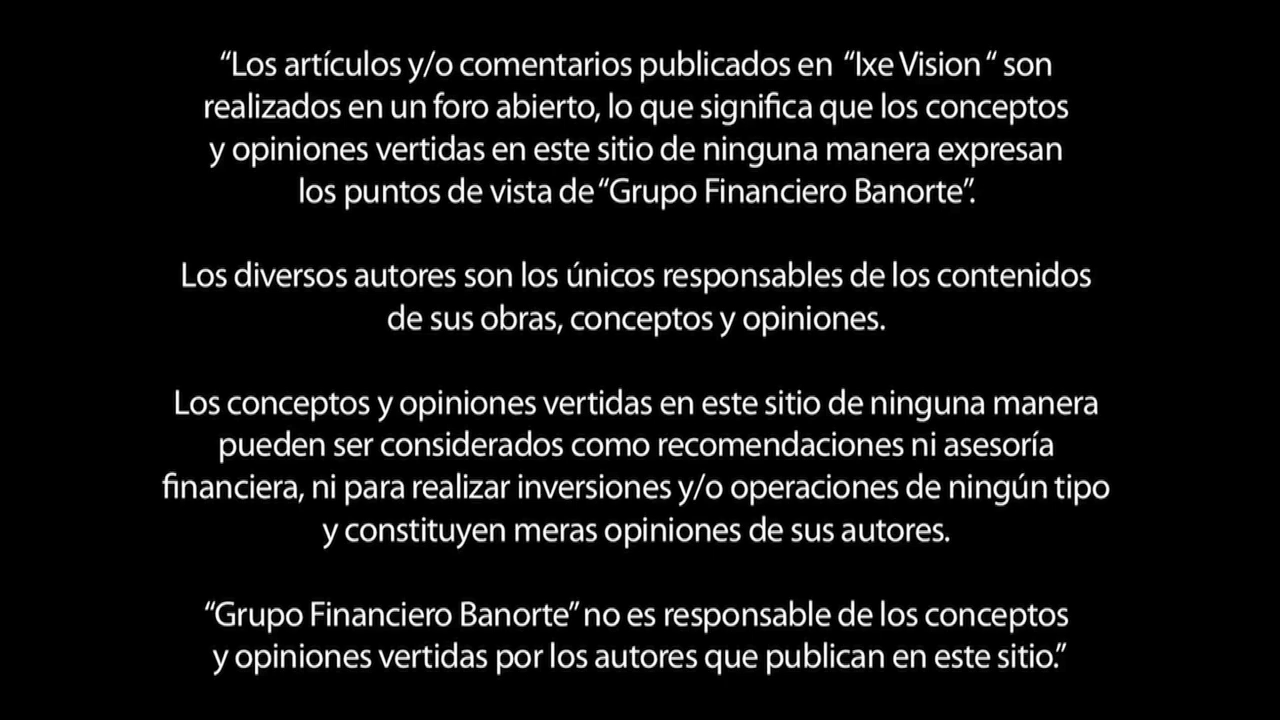 “Los artículos y/o comentarios publicados en “Ixe Vision “ son
realizados en un foro abierto, lo que significa que los conceptos
y opiniones vertidas en este sitio de ninguna manera expresan
los puntos de vista de “Grupo Financiero Banorte”.
Los diversos autores son los únicos responsables de los contenidos
de sus obras, conceptos y opiniones.
Los conceptos y opiniones vertidas en este sitio de ninguna manera
pueden ser considerados como recomendaciones ni asesoría
financiera, ni para realizar inversiones y/o operaciones de ningún tipo
y constituyen meras opiniones de sus autores.
“Grupo Financiero Banorte” no es responsable de los conceptos
y opiniones vertidas por los autores que publican en este sitio.”